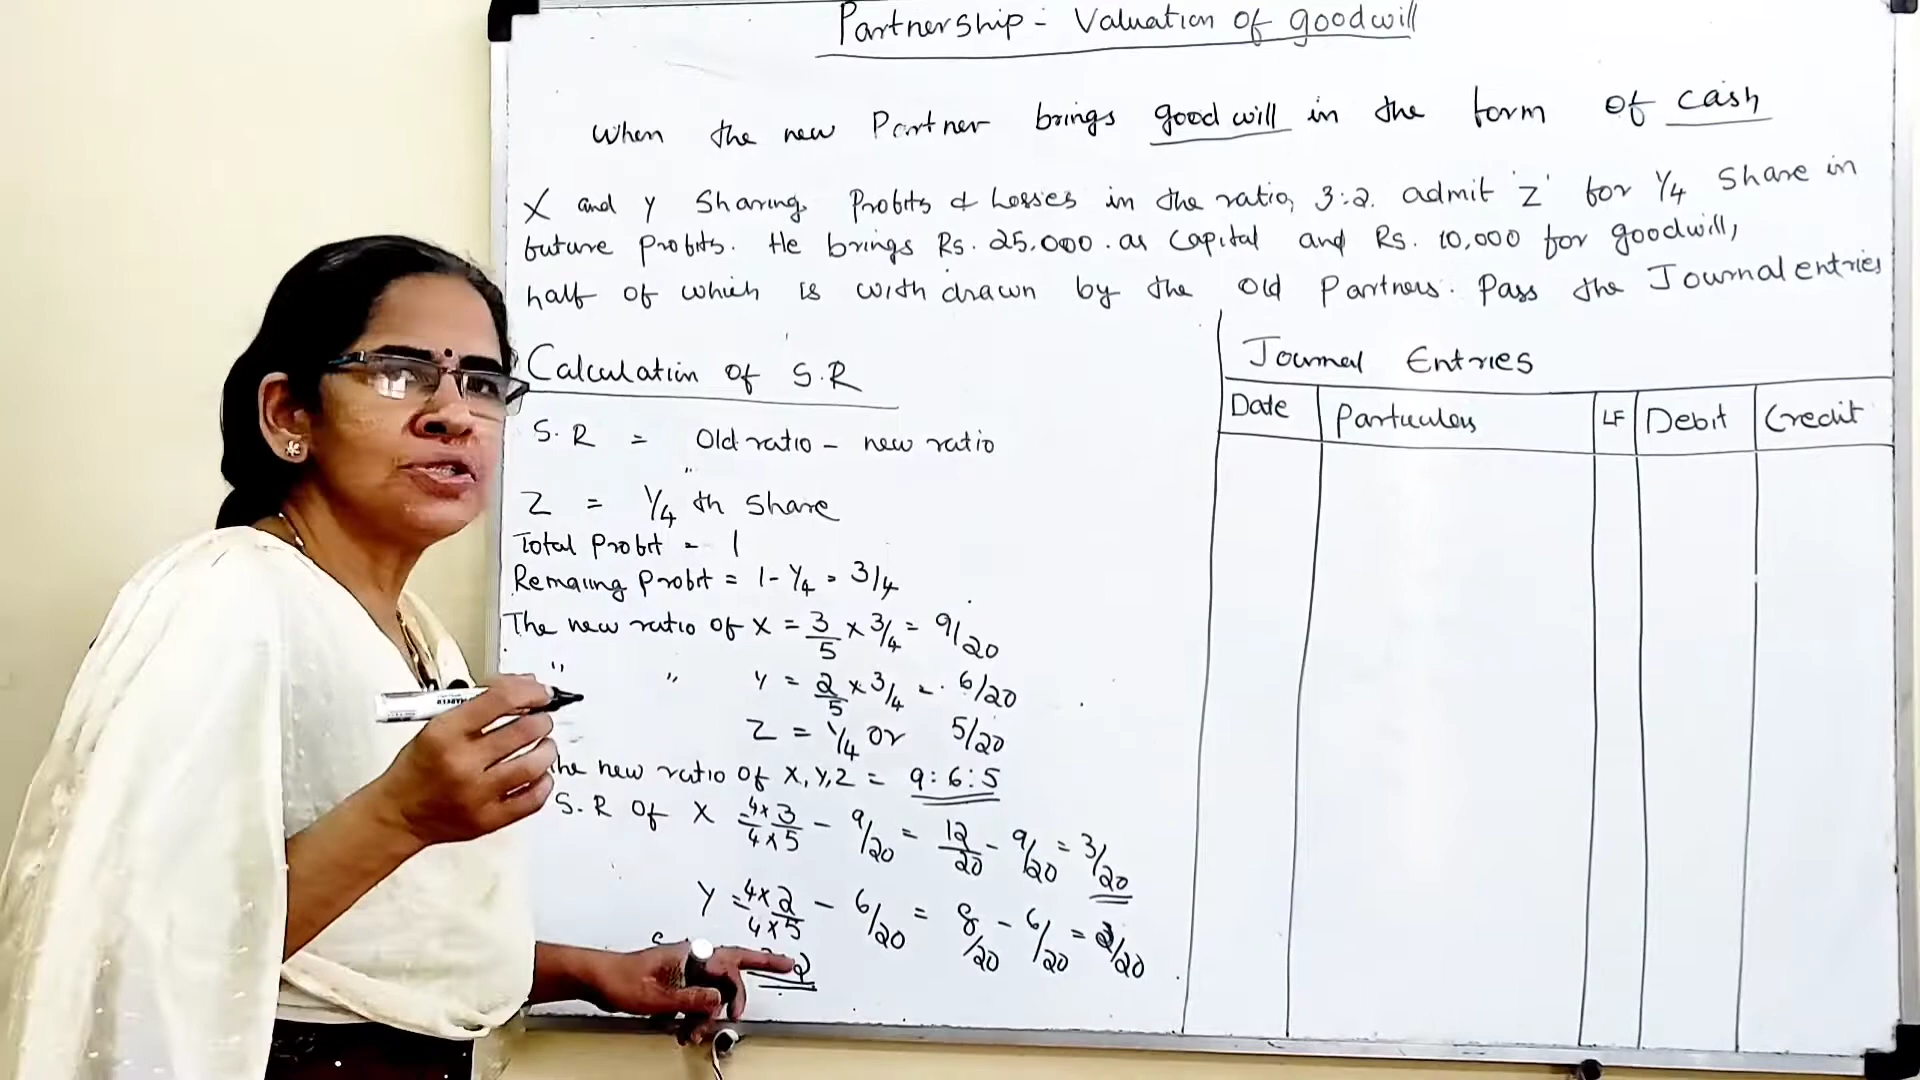 Partnership - Valuation of goodwill
When the new Partner brings goodwill in the form of cash
X and Y Sharing Profits & Losses in the ratio, 3:2. admit 'Z' for 1/4 Share in
future profits. He brings Rs. 25,000. as Capital and Rs. 10,000 for goodwill,
half of which is withdrawn by the Old Partners. Pass the Journal entries
Calculation of S.R
S.R = Old ratio - new ratio
Z = 1/4 th Share
Total Profit = 1
Remaing Profit = 1 - 1/4 = 3/4
The new ratio of X = 3/5 x 3/4 = 9/20
" " Y = 2/5 x 3/4 = 6/20
Z = 1/4 or 5/20
he new ratio of X, Y, Z = 9:6:5
S.R of X = 4x3/4x5 - 9/20 = 12/20 - 9/20 = 3/20
Y = 4x2/4x5 - 6/20 = 8/20 - 6/20 = 2/20
2
Journal Entries
Date Particulars LF Debit Credit